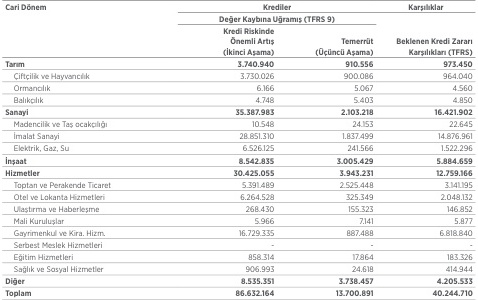 Cari Dönem Krediler Karşılıklar
Değer Kaybına Uğramış (TFRS 9)
Kredi Riskinde
Önemli Artış Temerrüt Beklenen Kredi Zararı
(İkinci Aşama) (Üçüncü Aşama) Karşılıkları (TFRS)
Tarım 3.740.940 910.556 973.450
Çiftçilik ve Hayvancılık 3.730.026 900.086 964.040
Ormancılık 6.166 5.067 4.560
Balıkçılık 4.748 5.403 4.850
Sanayi 35.387.983 2.103.218 16.421.902
Madencilik ve Taş ocakçılığı 10.548 24.153 22.645
İmalat Sanayi 28.851.310 1.837.499 14.876.961
Elektrik, Gaz, Su 6.526.125 241.566 1.522.296
İnşaat 8.542.835 3.005.429 5.884.659
Hizmetler 30.425.055 3.943.231 12.759.166
Toptan ve Perakende Ticaret 5.391.489 2.525.448 3.141.195
Otel ve Lokanta Hizmetleri 6.264.528 325.349 2.048.132
Ulaştırma ve Haberleşme 268.430 155.323 146.852
Mali Kuruluşlar 5.966 7.141 5.877
Gayrimenkul ve Kira. Hizm. 16.729.335 887.488 6.818.840
Serbest Meslek Hizmetleri - - -
Eğitim Hizmetleri 858.314 17.864 183.326
Sağlık ve Sosyal Hizmetler 906.993 24.618 414.944
Diğer 8.535.351 3.738.457 4.205.533
Toplam 86.632.164 13.700.891 40.244.710